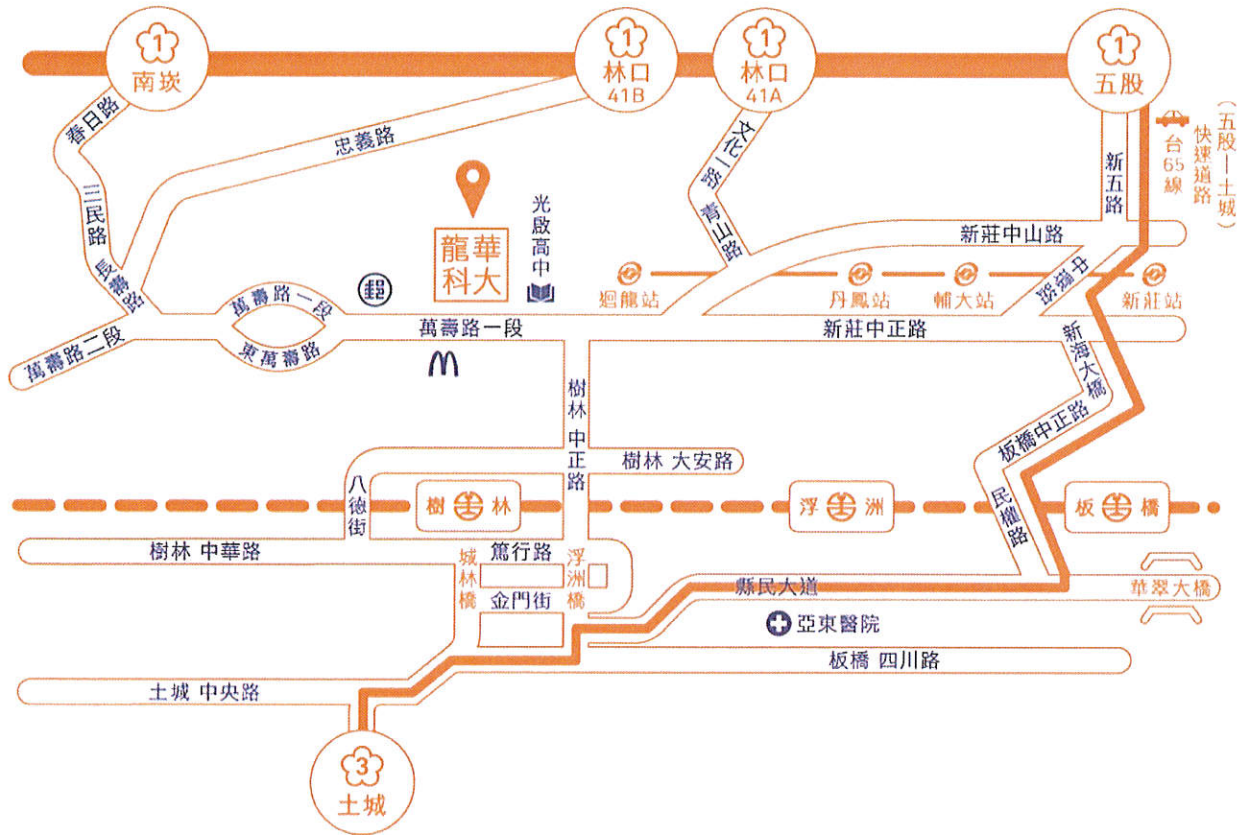 1
南崁
1
林口
41B
1
林口
41A
1
五股
春日路
三民路
長壽路
忠義路
文化一路
青山路
新五路
台65線
快速道路
(五股—土城)
光啟高中
龍華
科大
郵
迴龍站
丹鳳站
輔大站
新莊站
新莊中山路
萬壽路二段
萬壽路一段
東萬壽路
萬壽路一段
新莊中正路
新海大橋
板橋中正路
民權路
樹林 中正路
樹林 大安路
八德街
樹 林
浮 洲
板 橋
樹林 中華路
城林橋
篤行路
浮洲橋
金門街
縣民大道
華翠大橋
亞東醫院
板橋 四川路
土城 中央路
3
土城